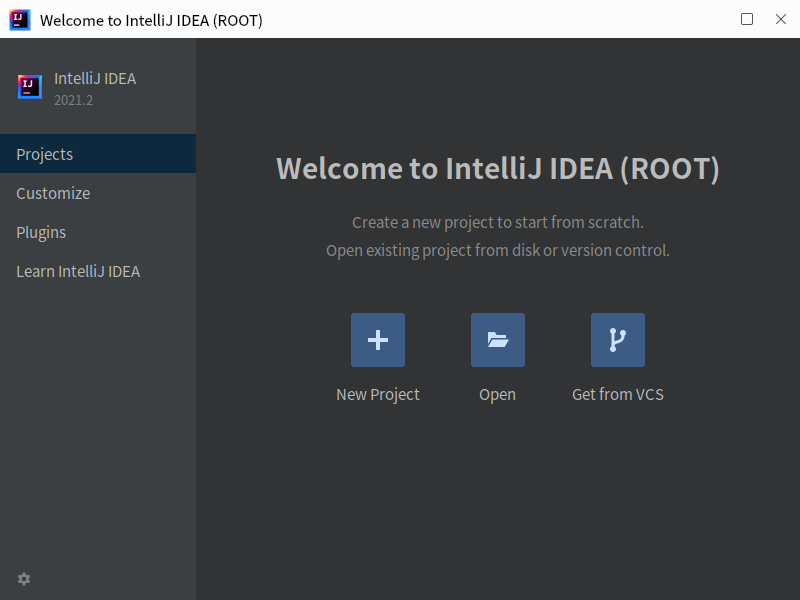 Welcome to IntelliJ IDEA (ROOT)
IJ
IntelliJ IDEA
2021.2
Projects
Customize
Plugins
Learn IntelliJ IDEA
Welcome to IntelliJ IDEA (ROOT)
Create a new project to start from scratch.
Open existing project from disk or version control.
New Project
Open
Get from VCS